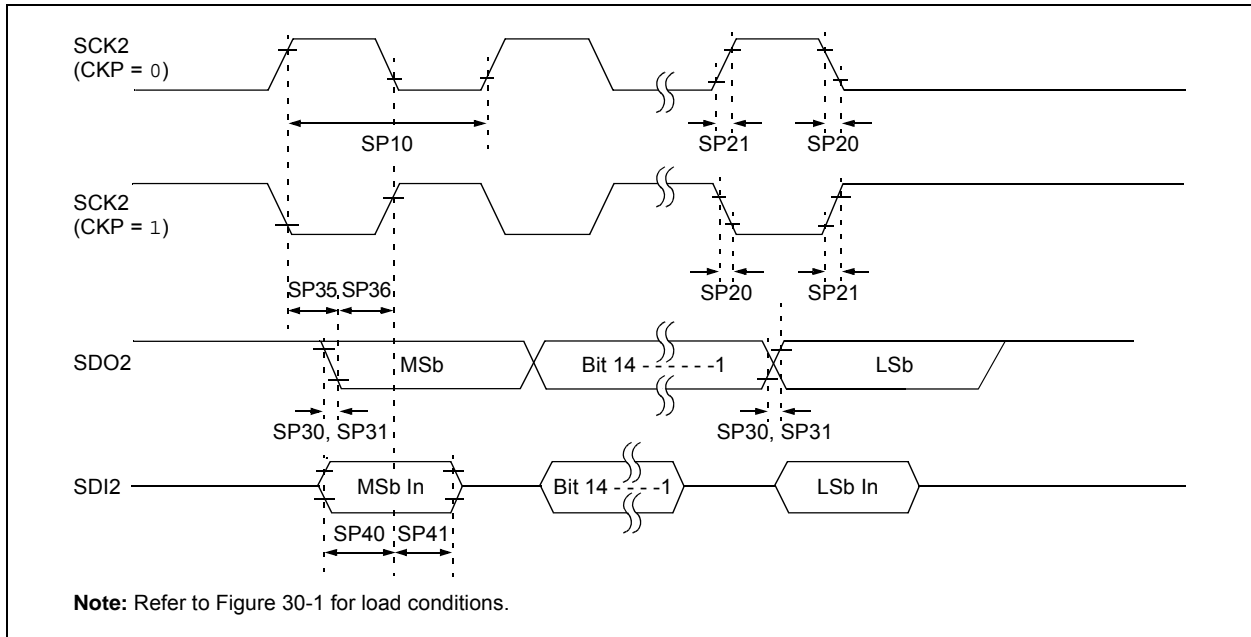 SCK2
(CKP = 0)
SP10
SP21
SP20
SCK2
(CKP = 1)
SP35
SP36
SP20
SP21
SDO2
MSb
Bit 14 - - - - - -1
LSb
SP30, SP31
SP30, SP31
SDI2
MSb In
Bit 14 - - - -1
LSb In
SP40
SP41
Note: Refer to Figure 30-1 for load conditions.